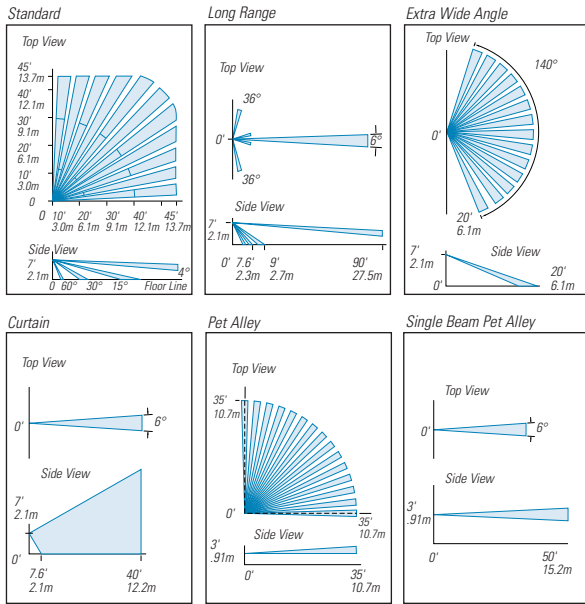 Standard
Top View
45'
13.7m
40'
12.1m
30'
9.1m
20'
6.1m
10'
3.0m
0
0 10' 20' 30' 40' 45'
3.0m 6.1m 9.1m 12.1m 13.7m
Side View
7'
2.1m
4°
0 60° 30° 15° Floor Line
Long Range
Top View
36°
0'
6°
36°
Side View
7'
2.1m
0' 7.6' 9' 90'
2.3m 2.7m 27.5m
Extra Wide Angle
Top View
140°
0'
20'
6.1m
Side View
7'
2.1m
0'
20'
6.1m
Curtain
Top View
0'
6°
Side View
7'
2.1m
0'
7.6' 40'
2.1m 12.2m
Pet Alley
Top View
35'
10.7m
0'
35'
10.7m
Side View
3'
.91m
0' 35'
10.7m
Single Beam Pet Alley
Top View
0'
6°
Side View
3'
.91m
0' 50'
15.2m